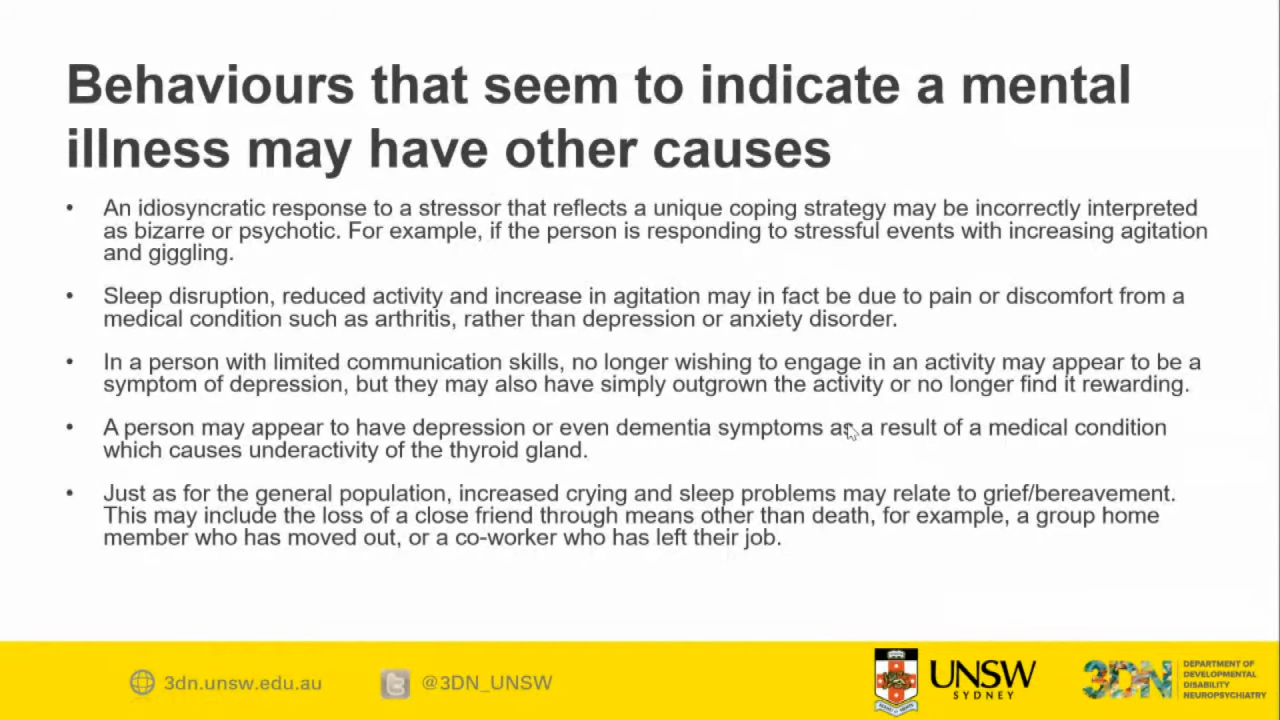 Behaviours that seem to indicate a mental
illness may have other causes
• An idiosyncratic response to a stressor that reflects a unique coping strategy may be incorrectly interpreted
as bizarre or psychotic. For example, if the person is responding to stressful events with increasing agitation
and giggling.
• Sleep disruption, reduced activity and increase in agitation may in fact be due to pain or discomfort from a
medical condition such as arthritis, rather than depression or anxiety disorder.
• In a person with limited communication skills, no longer wishing to engage in an activity may appear to be a
symptom of depression, but they may also have simply outgrown the activity or no longer find it rewarding.
• A person may appear to have depression or even dementia symptoms as a result of a medical condition
which causes underactivity of the thyroid gland.
• Just as for the general population, increased crying and sleep problems may relate to grief/bereavement.
This may include the loss of a close friend through means other than death, for example, a group home
member who has moved out, or a co-worker who has left their job.
3dn.unsw.edu.au
@3DN_UNSW
UNSW
SYDNEY
3DN
DEPARTMENT OF
DEVELOPMENTAL
DISABILITY
NEUROPSYCHIATRY